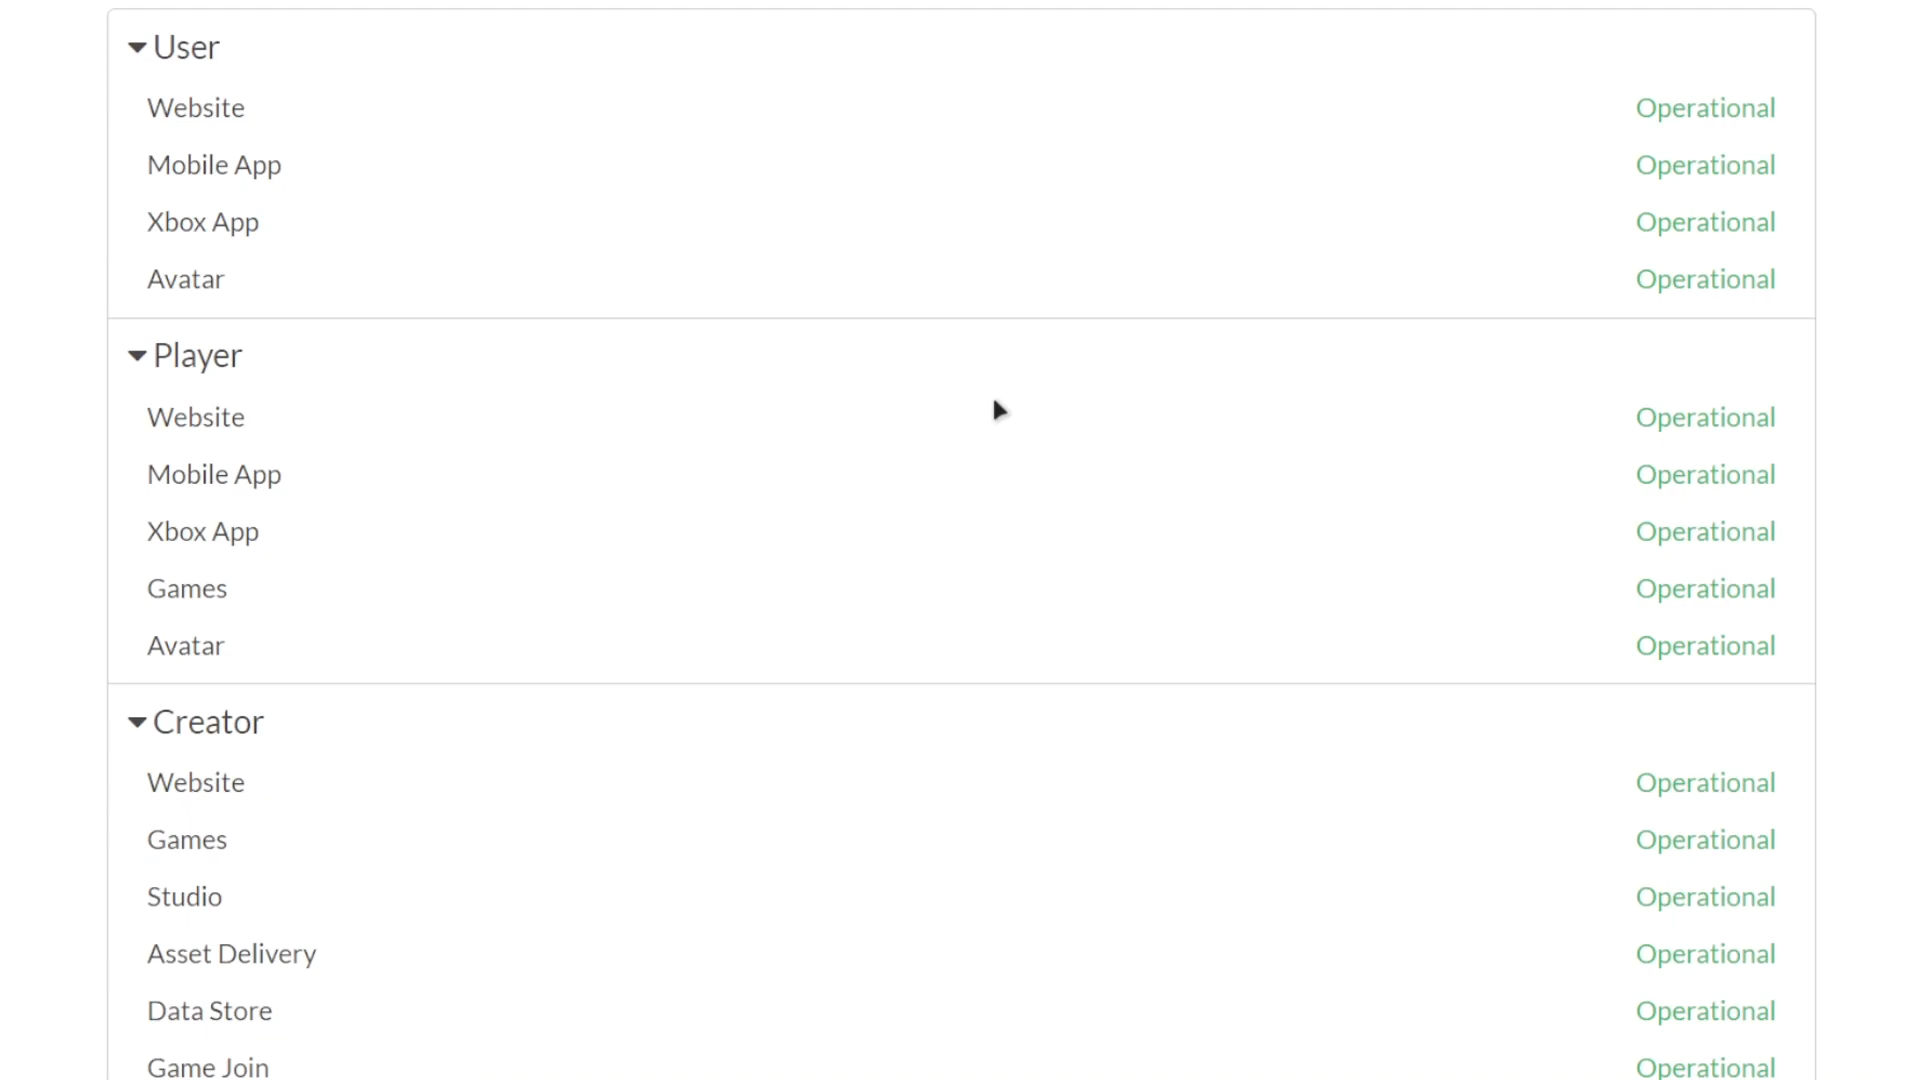 User
Website Operational
Mobile App Operational
Xbox App Operational
Avatar Operational
Player
Website Operational
Mobile App Operational
Xbox App Operational
Games Operational
Avatar Operational
Creator
Website Operational
Games Operational
Studio Operational
Asset Delivery Operational
Data Store Operational
Game Join Operational